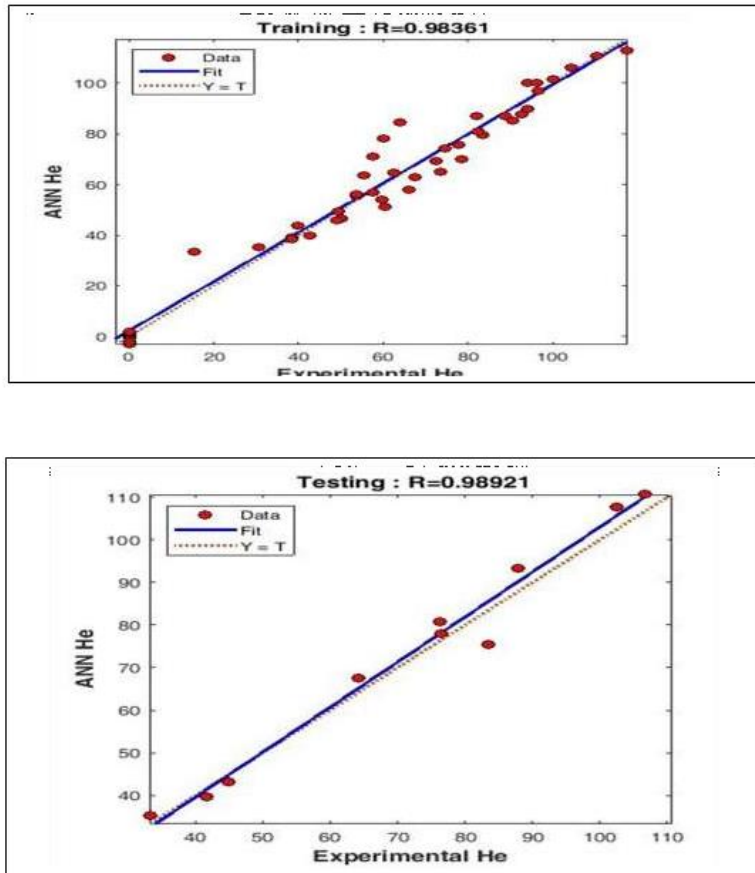 Training : R=0.98361
Data
Fit
Y = T
ANN He
100
80
60
40
20
0
0 20 40 60 80 100
Experimental He
Testing : R=0.98921
Data
Fit
Y = T
ANN He
110
100
90
80
70
60
50
40
40 50 60 70 80 90 100 110
Experimental He